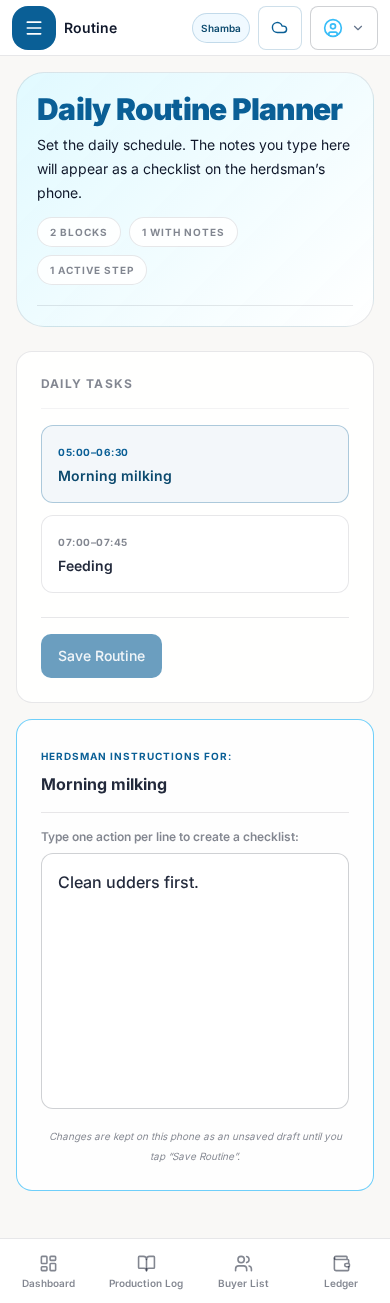 Routine
Shamba
Daily Routine Planner
Set the daily schedule. The notes you type here
will appear as a checklist on the herdsman’s
phone.
2 BLOCKS
1 WITH NOTES
1 ACTIVE STEP
DAILY TASKS
05:00–06:30
Morning milking
07:00–07:45
Feeding
Save Routine
HERDSMAN INSTRUCTIONS FOR:
Morning milking
Type one action per line to create a checklist:
Clean udders first.
Changes are kept on this phone as an unsaved draft until you
tap “Save Routine”.
Dashboard
Production Log
Buyer List
Ledger